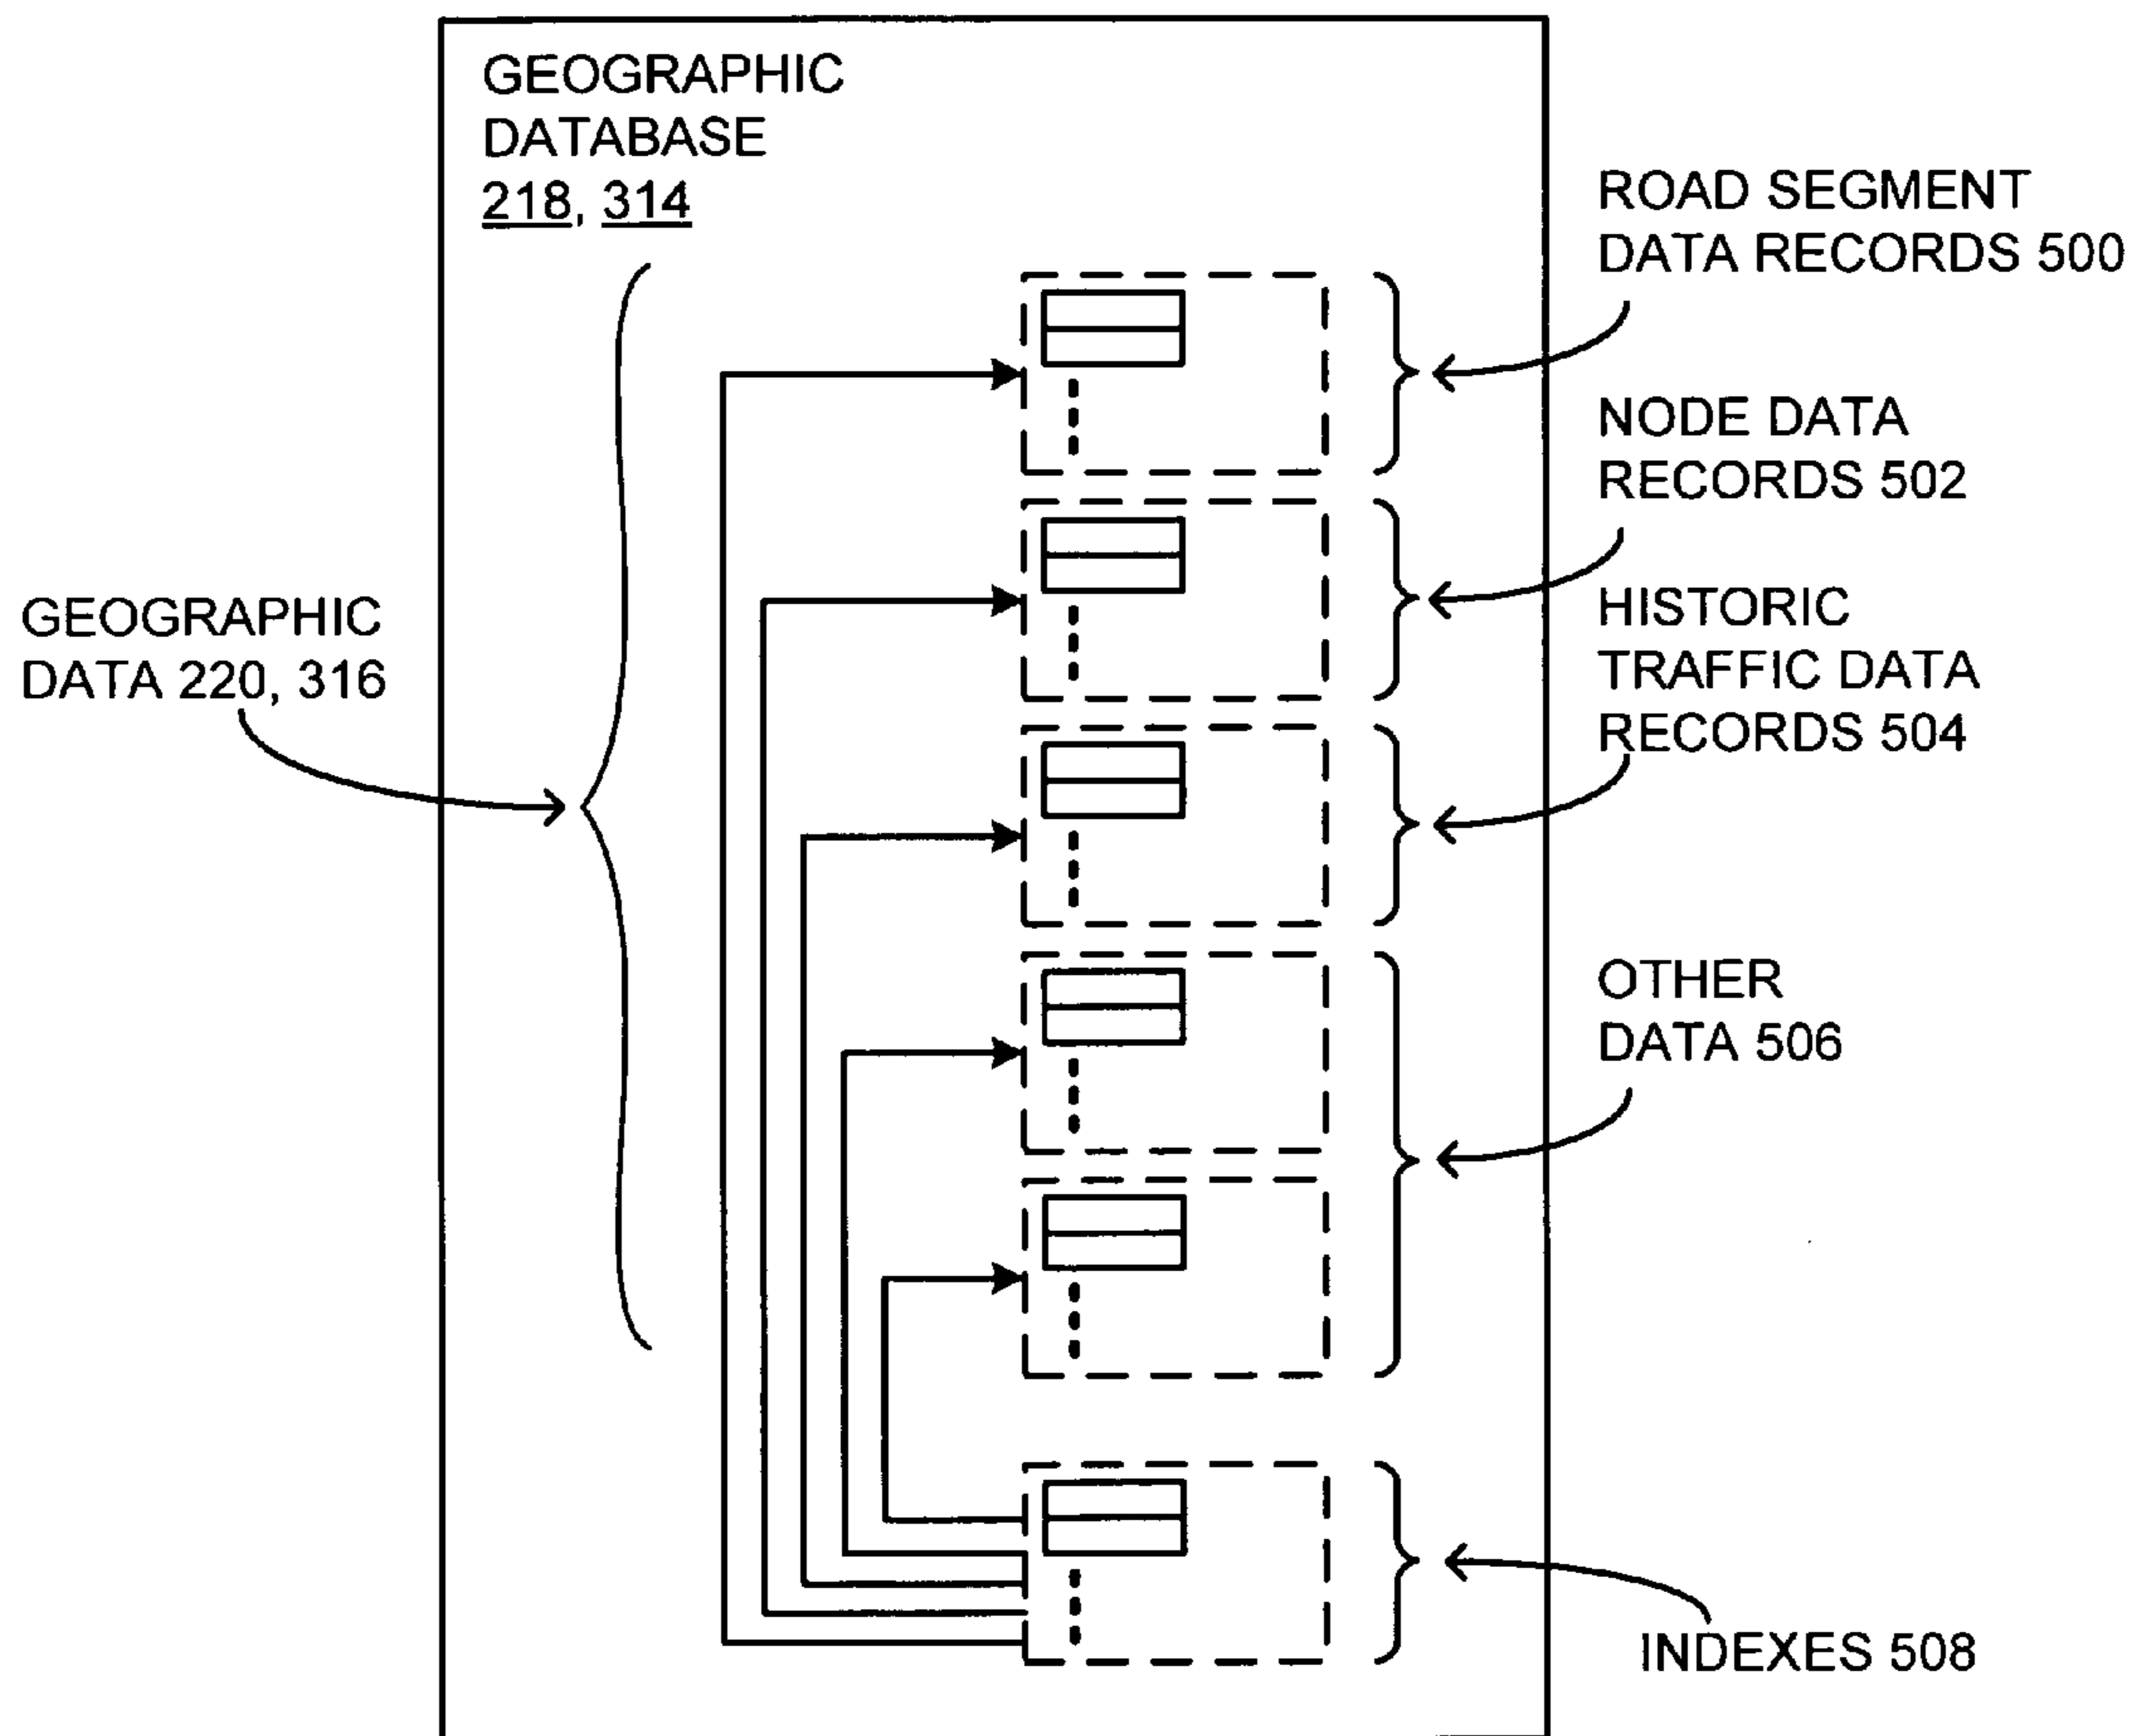 GEOGRAPHIC
DATABASE
218, 314
ROAD SEGMENT
DATA RECORDS 500
NODE DATA
RECORDS 502
GEOGRAPHIC
DATA 220, 316
HISTORIC
TRAFFIC DATA
RECORDS 504
OTHER
DATA 506
INDEXES 508